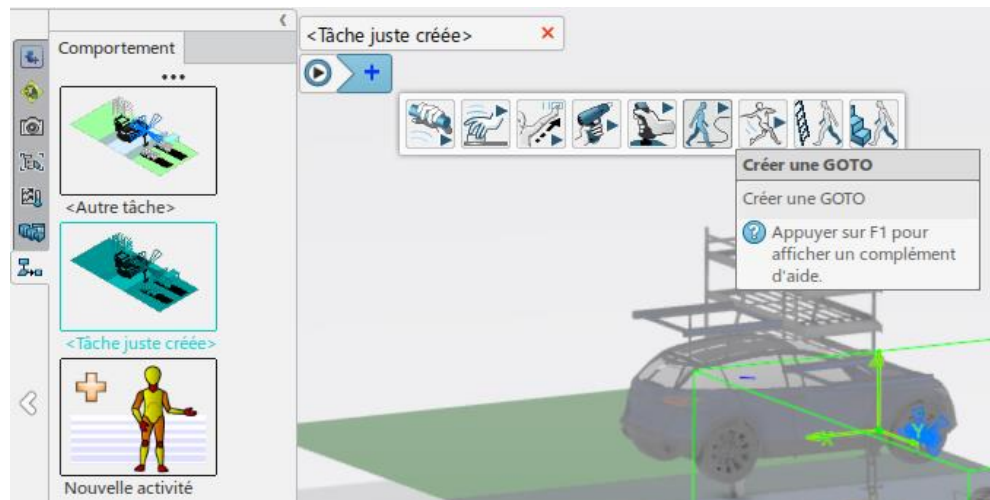 Comportement
<Autre tâche>
<Tâche juste créée>
Nouvelle activité
<Tâche juste créée>
Créer une GOTO
Créer une GOTO
Appuyer sur F1 pour
afficher un complément
d'aide.